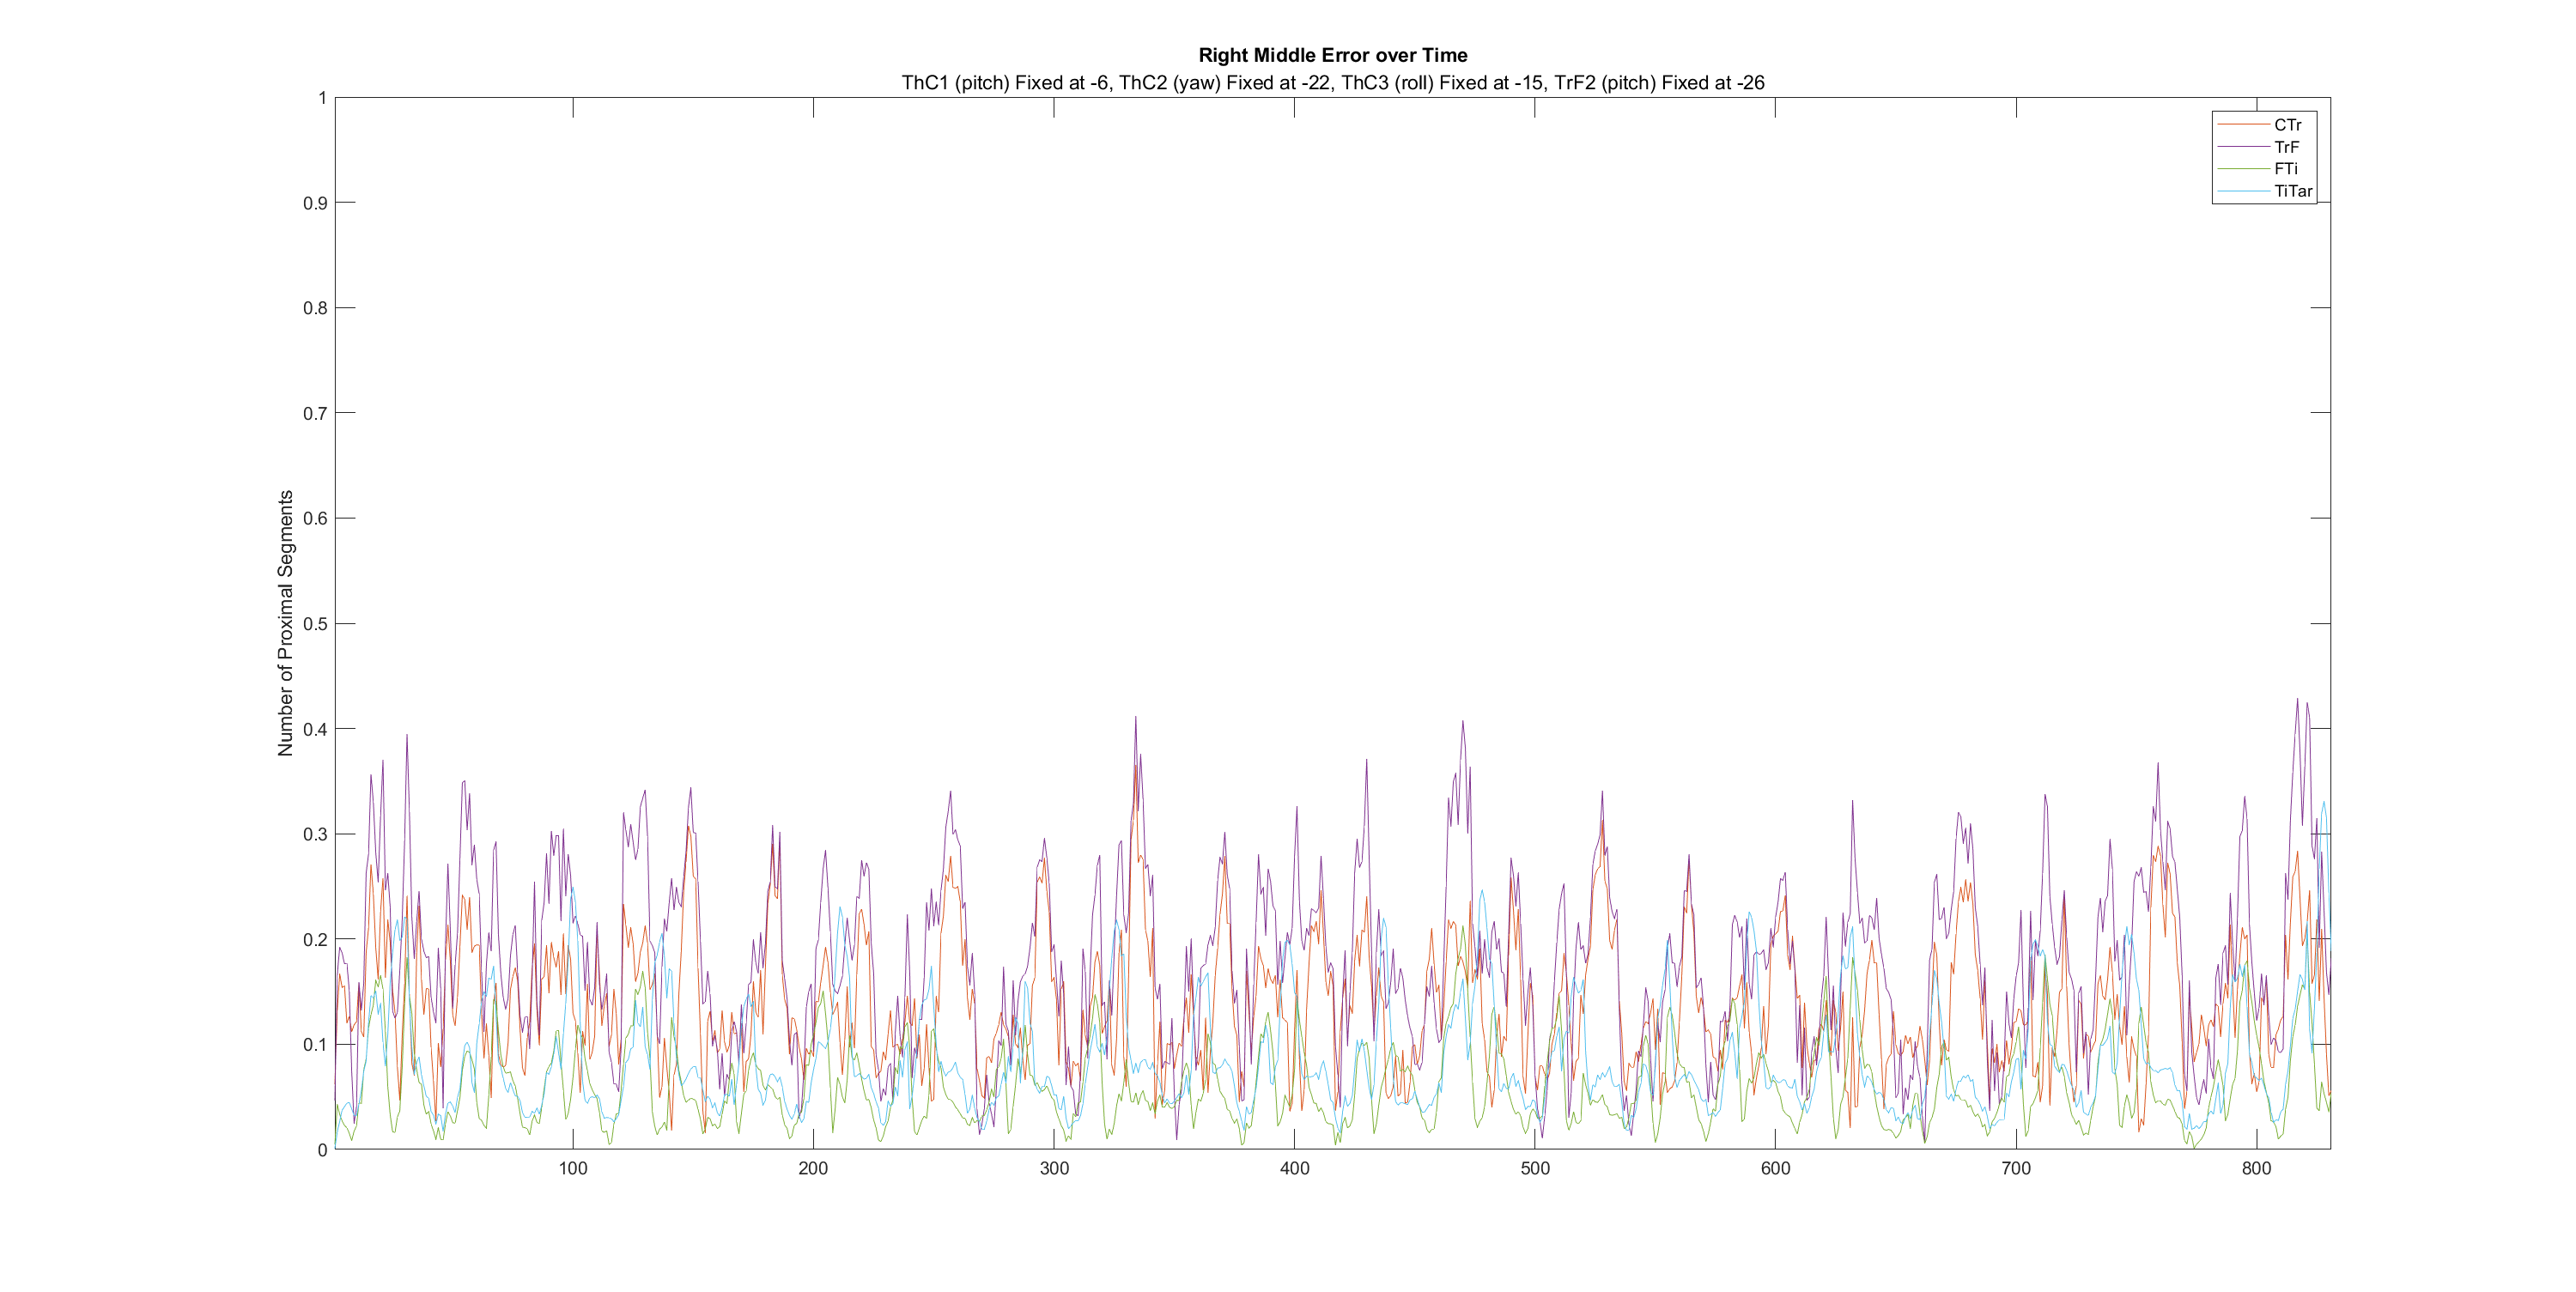 Right Middle Error over Time
ThC1 (pitch) Fixed at -6, ThC2 (yaw) Fixed at -22, ThC3 (roll) Fixed at -15, TrF2 (pitch) Fixed at -26
1
0.9
0.8
0.7
0.6
0.5
0.4
0.3
0.2
0.1
0
Number of Proximal Segments
CTr
TrF
FTi
TiTar
100 200 300 400 500 600 700 800